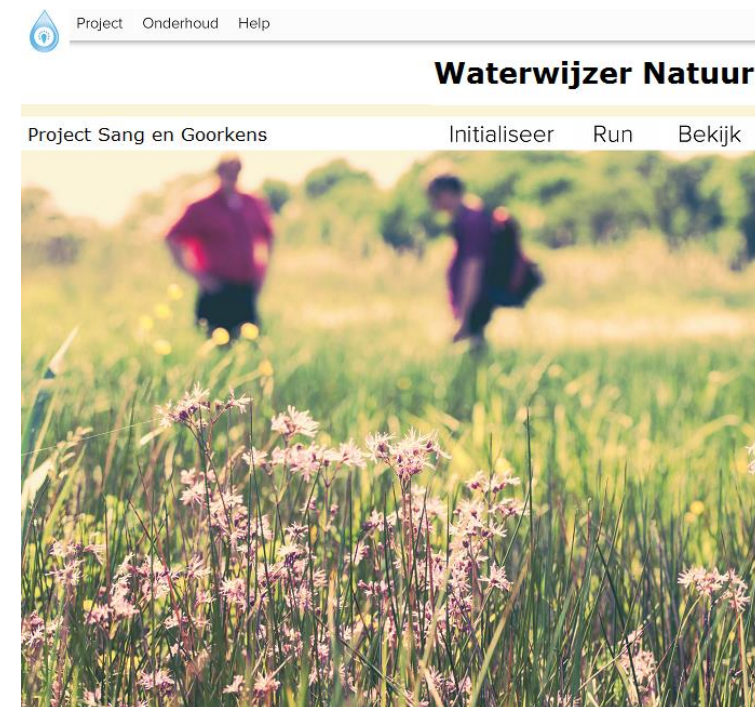 Project Onderhoud Help
Waterwijzer Natuur
Project Sang en Goorkens Initialiseer Run Bekijk